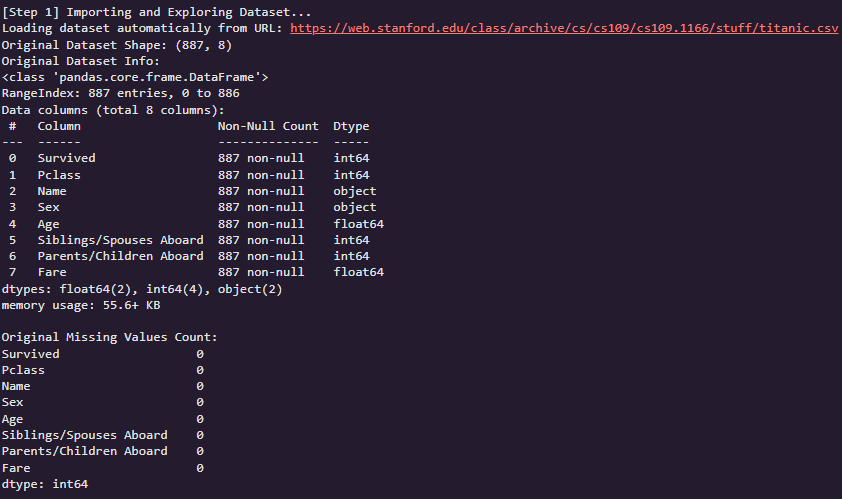 [Step 1] Importing and Exploring Dataset...
Loading dataset automatically from URL: https://web.stanford.edu/class/archive/cs/cs109/cs109.1166/stuff/titanic.csv
Original Dataset Shape: (887, 8)
Original Dataset Info:
<class 'pandas.core.frame.DataFrame'>
RangeIndex: 887 entries, 0 to 886
Data columns (total 8 columns):
 #   Column                   Non-Null Count  Dtype
---  ------                   --------------  -----
 0   Survived                 887 non-null    int64
 1   Pclass                   887 non-null    int64
 2   Name                     887 non-null    object
 3   Sex                      887 non-null    object
 4   Age                      887 non-null    float64
 5   Siblings/Spouses Aboard  887 non-null    int64
 6   Parents/Children Aboard  887 non-null    int64
 7   Fare                     887 non-null    float64
dtypes: float64(2), int64(4), object(2)
memory usage: 55.6+ KB

Original Missing Values Count:
Survived                   0
Pclass                     0
Name                       0
Sex                        0
Age                        0
Siblings/Spouses Aboard    0
Parents/Children Aboard    0
Fare                       0
dtype: int64